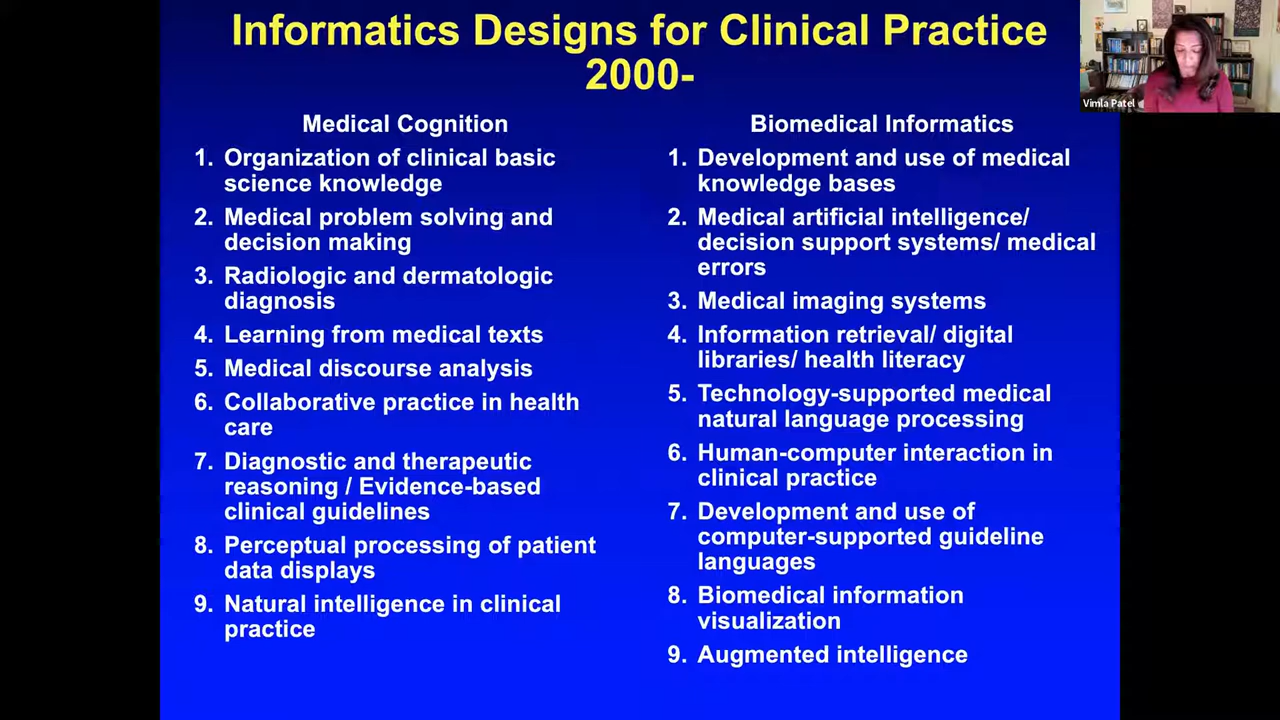 Informatics Designs for Clinical Practice
2000-
Vimla Patel
Medical Cognition
1. Organization of clinical basic
science knowledge
2. Medical problem solving and
decision making
3. Radiologic and dermatologic
diagnosis
4. Learning from medical texts
5. Medical discourse analysis
6. Collaborative practice in health
care
7. Diagnostic and therapeutic
reasoning / Evidence-based
clinical guidelines
8. Perceptual processing of patient
data displays
9. Natural intelligence in clinical
practice
Biomedical Informatics
1. Development and use of medical
knowledge bases
2. Medical artificial intelligence/
decision support systems/ medical
errors
3. Medical imaging systems
4. Information retrieval/ digital
libraries/ health literacy
5. Technology-supported medical
natural language processing
6. Human-computer interaction in
clinical practice
7. Development and use of
computer-supported guideline
languages
8. Biomedical information
visualization
9. Augmented intelligence